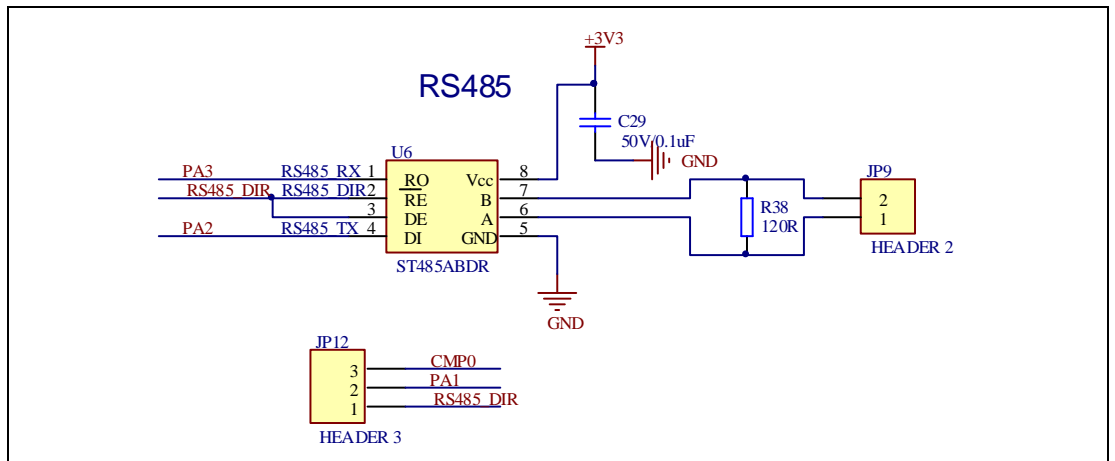 +3V3
RS485
C29
50V/0.1uF
GND
U6
PA3 RS485_RX 1 RO Vcc 8
RS485_DIR RS485_DIR 2 RE B 7
3 DE A 6
PA2 RS485_TX 4 DI GND 5
ST485ABDR
GND
R38
120R
JP9
2
1
HEADER 2
JP12
3 CMP0
2 PA1
1 RS485_DIR
HEADER 3